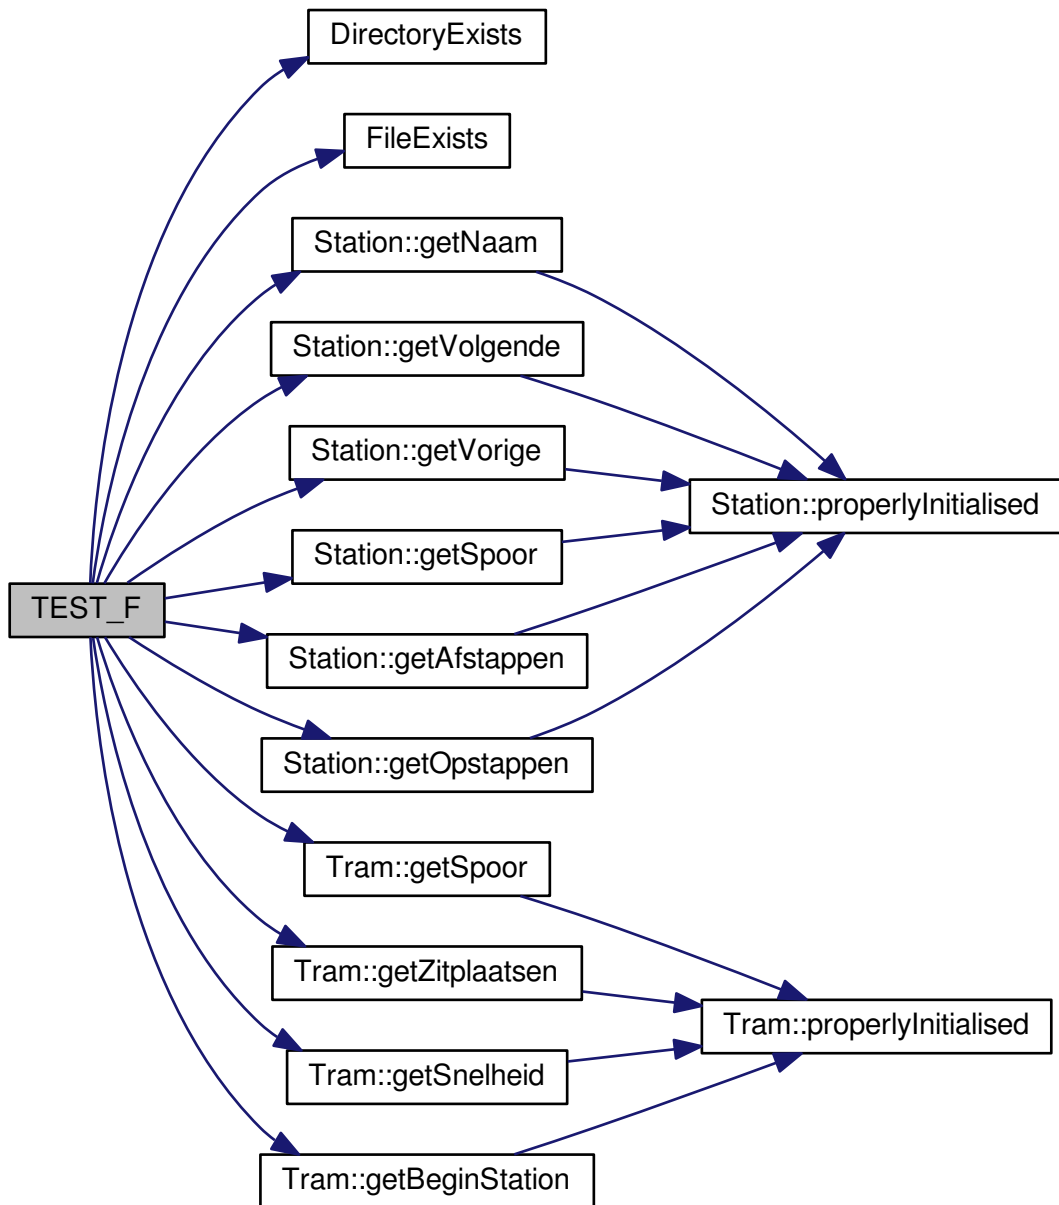 DirectoryExists
FileExists
Station::getNaam
Station::getVolgende
Station::getVorige
Station::properlyInitialised
Station::getSpoor
TEST_F
Station::getAfstappen
Station::getOpstappen
Tram::getSpoor
Tram::getZitplaatsen
Tram::properlyInitialised
Tram::getSnelheid
Tram::getBeginStation